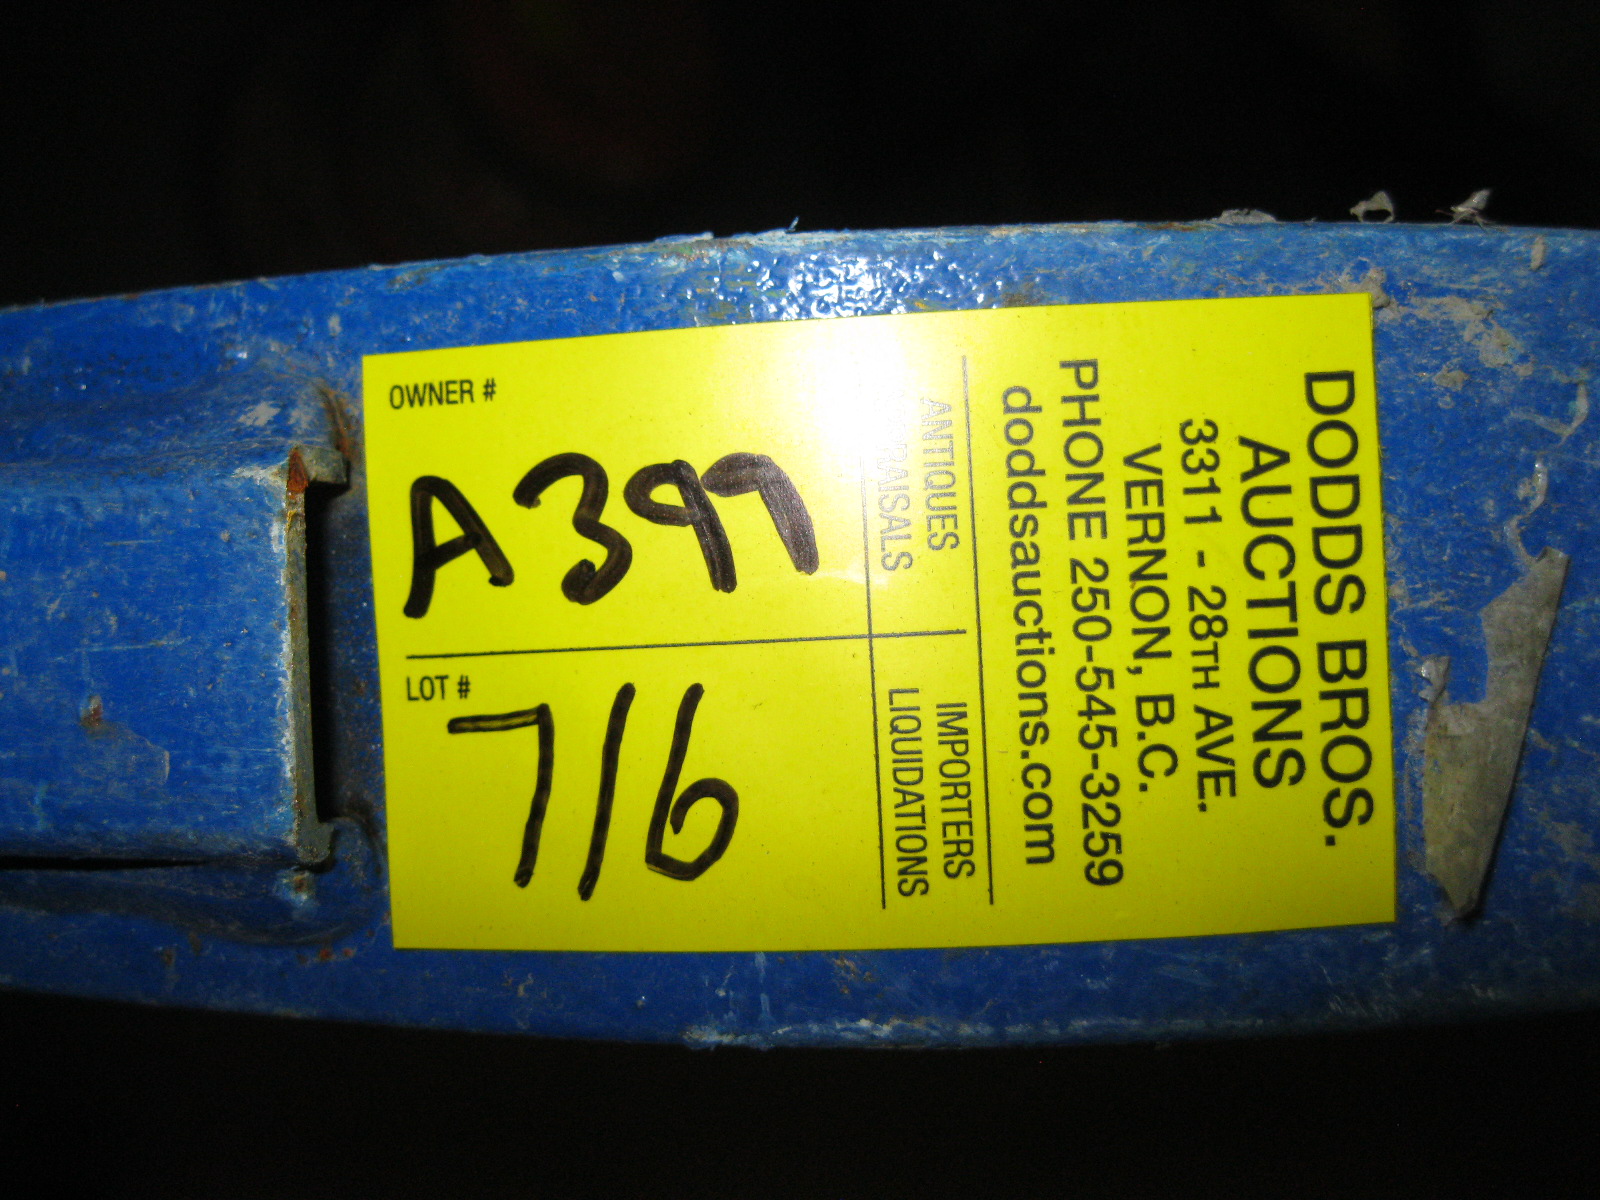 DODDS BROS.
AUCTIONS
3311 - 28TH AVE.
VERNON, B.C.
PHONE 250-545-3259
doddsauctions.com
ANTIQUES
IMPORTERS
LIQUIDATIONS
OWNER #
A399
LOT #
716